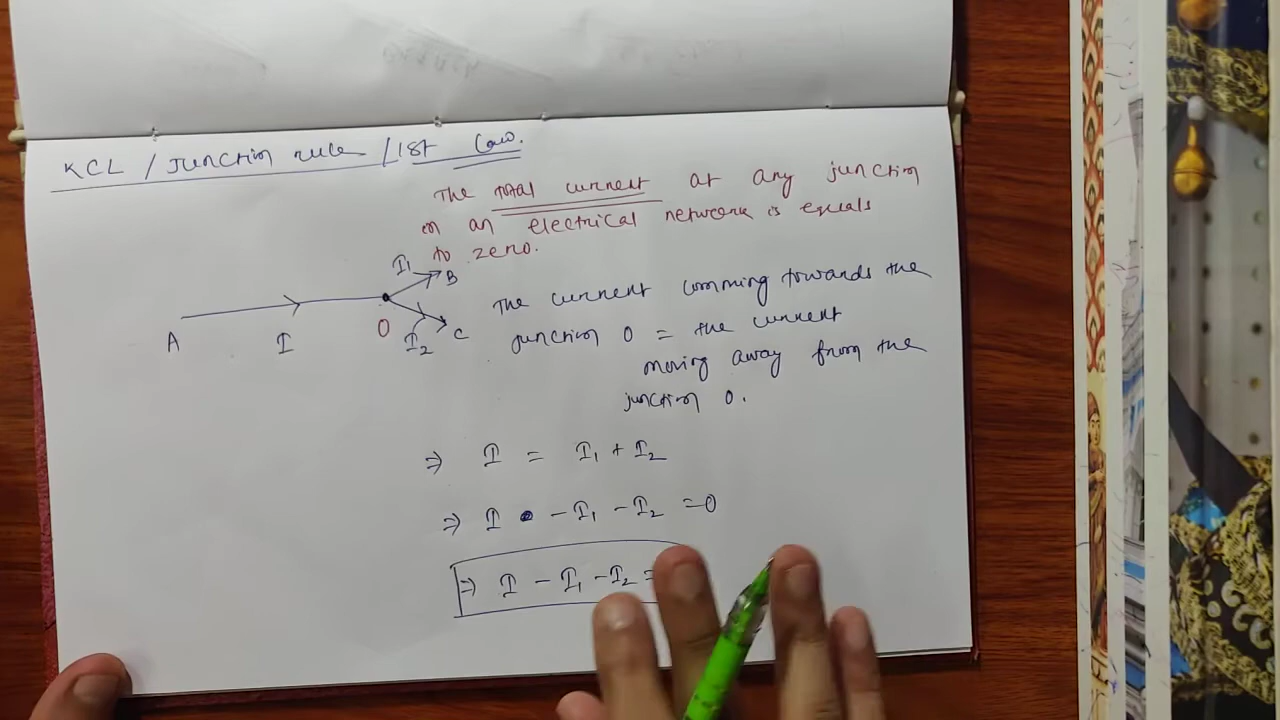 KCL / Junction rule / 1st law.
The total current at any junction
in an electrical network is equals
to zero.
I₁
B
A
I
O
I₂
C
The current comming towards the
junction O = the current
moving away from the
junction O.
⇒ I = I₁ + I₂
⇒ I - I₁ - I₂ = 0
⇒ I - I₁ - I₂ =